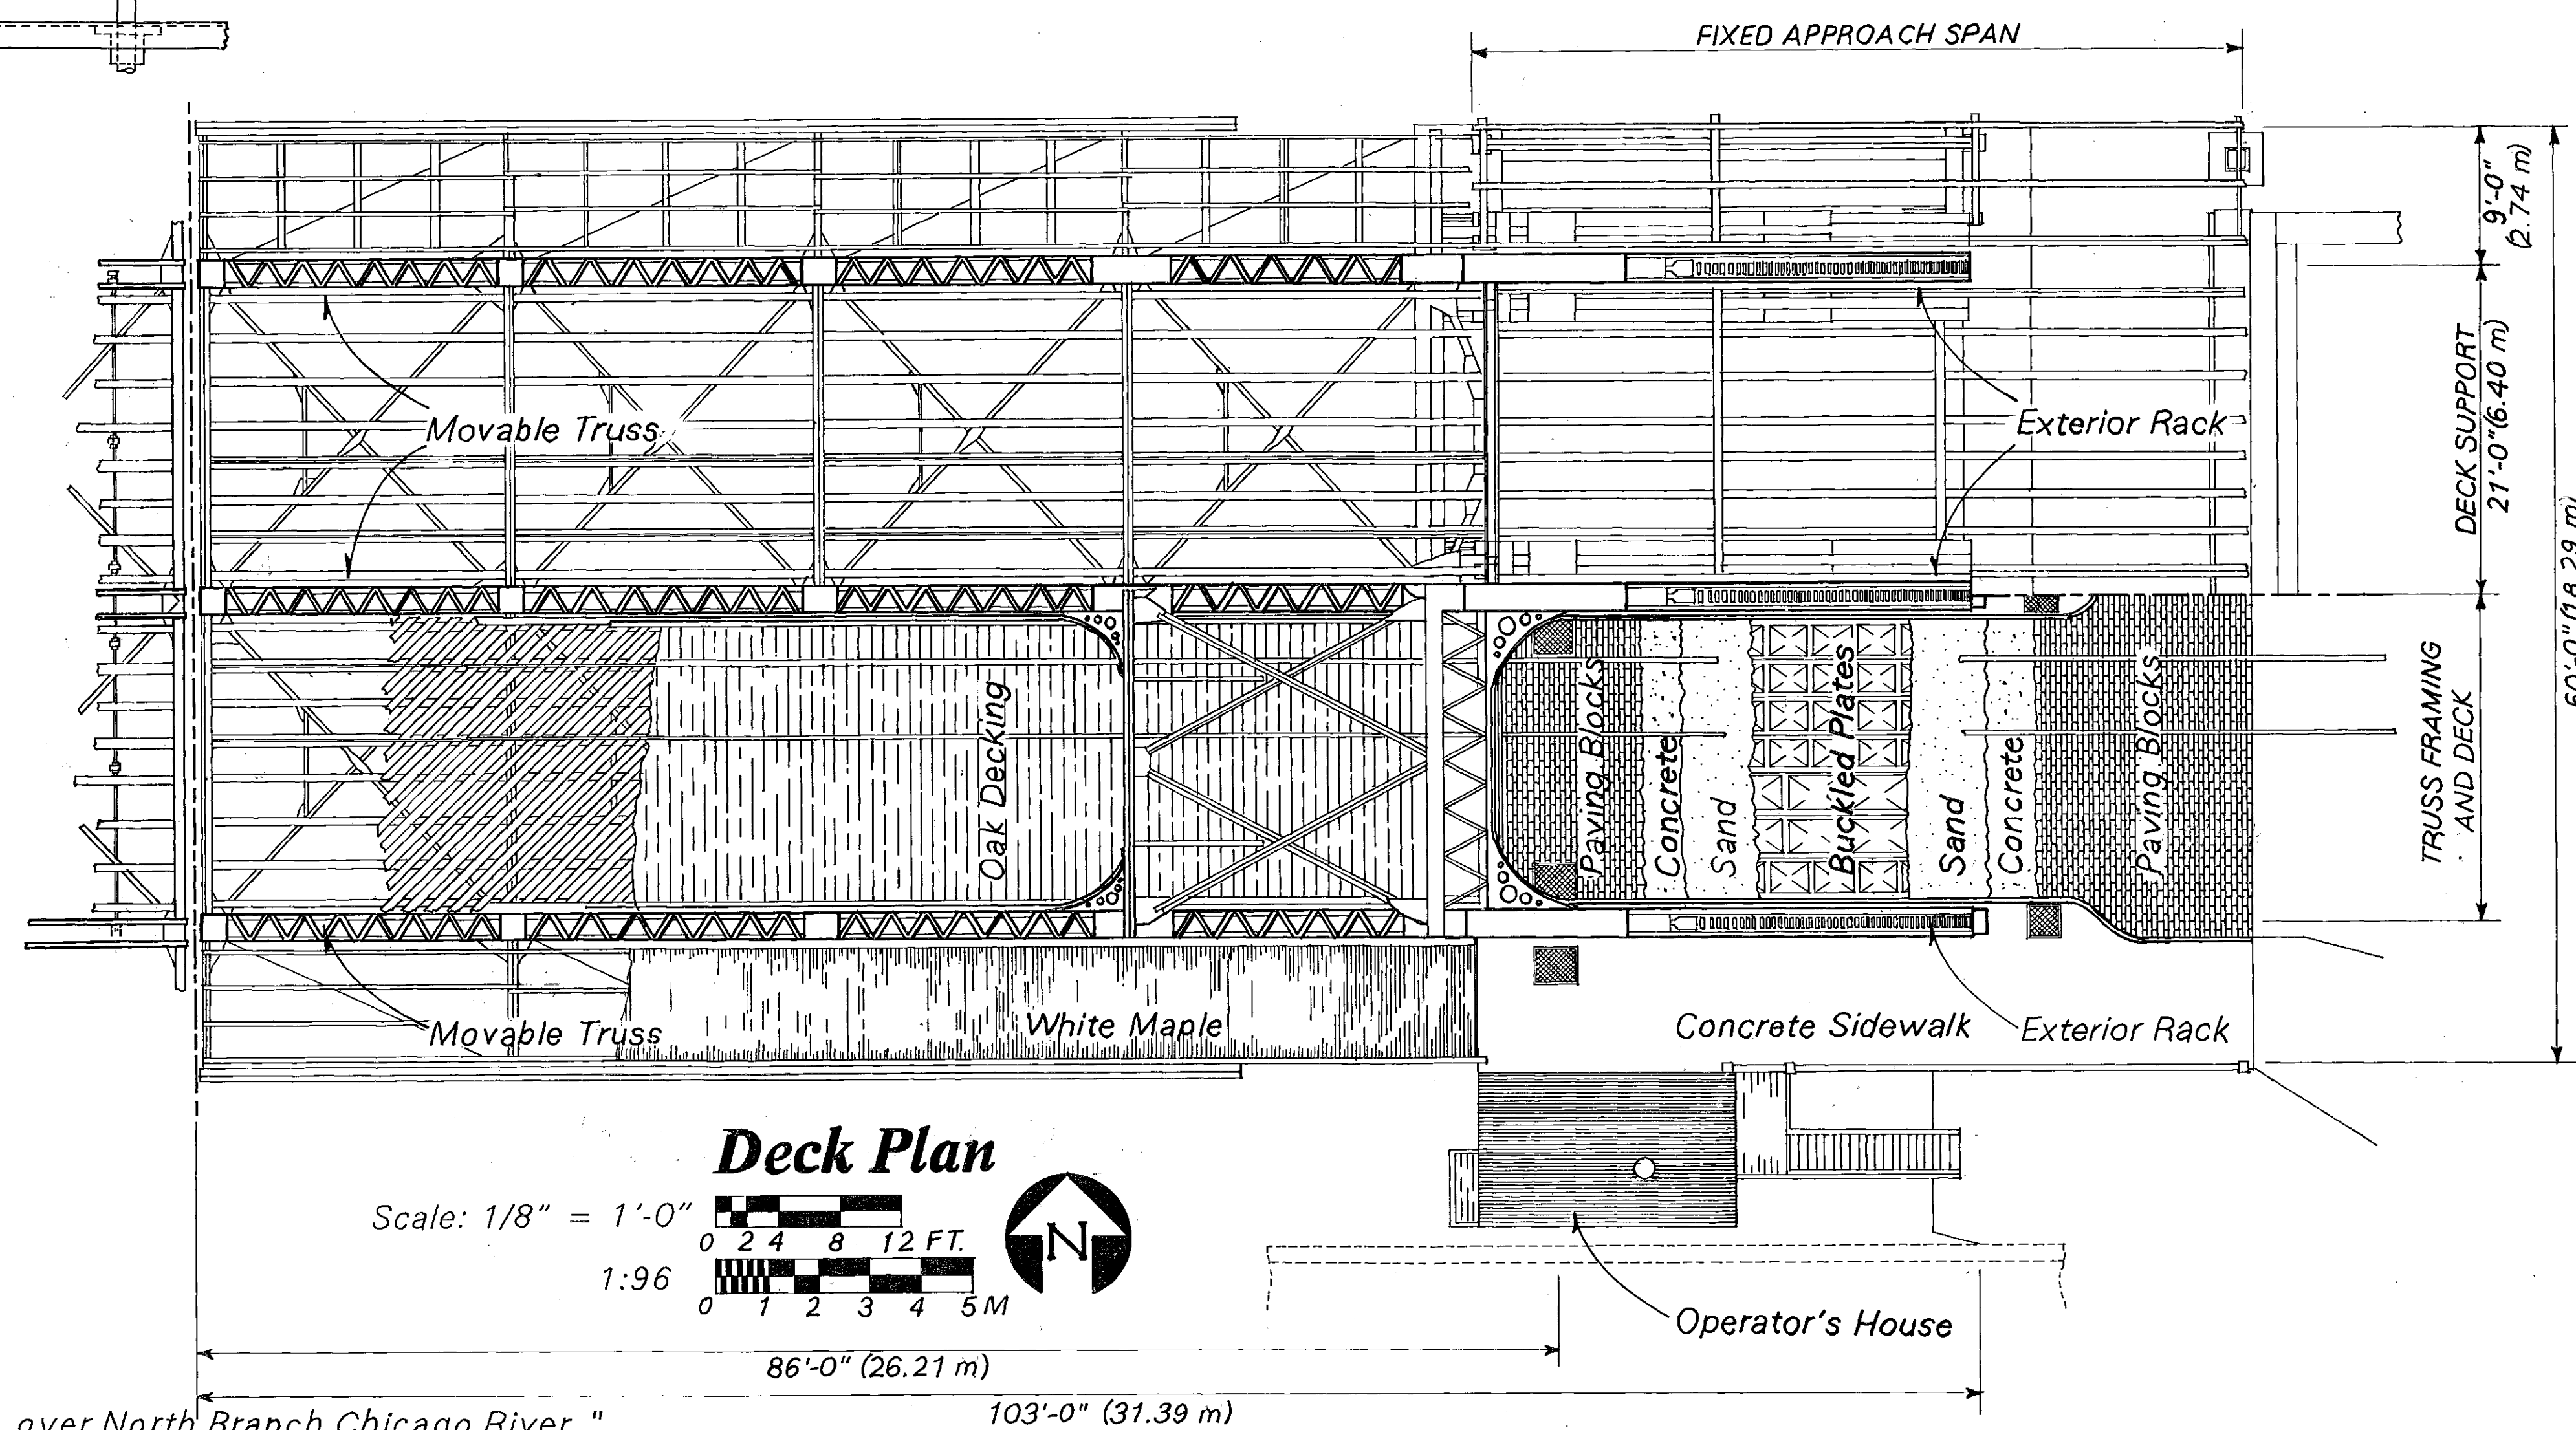 FIXED APPROACH SPAN
9'-0"
(2.74 m)
DECK SUPPORT
21'-0"(6.40 m)
60'-0"(18.29 m)
Movable Truss
Exterior Rack
TRUSS FRAMING
AND DECK
Oak Decking
Paving Blocks
Concrete
Sand
Buckled Plates
Sand
Concrete
Paving Blocks
Movable Truss
White Maple
Concrete Sidewalk
Exterior Rack
Deck Plan
Scale: 1/8" = 1'-0"
0 2 4 8 12 FT.
N
1:96
0 1 2 3 4 5 M
Operator's House
86'-0" (26.21 m)
103'-0" (31.39 m)
over North Branch Chicago River "